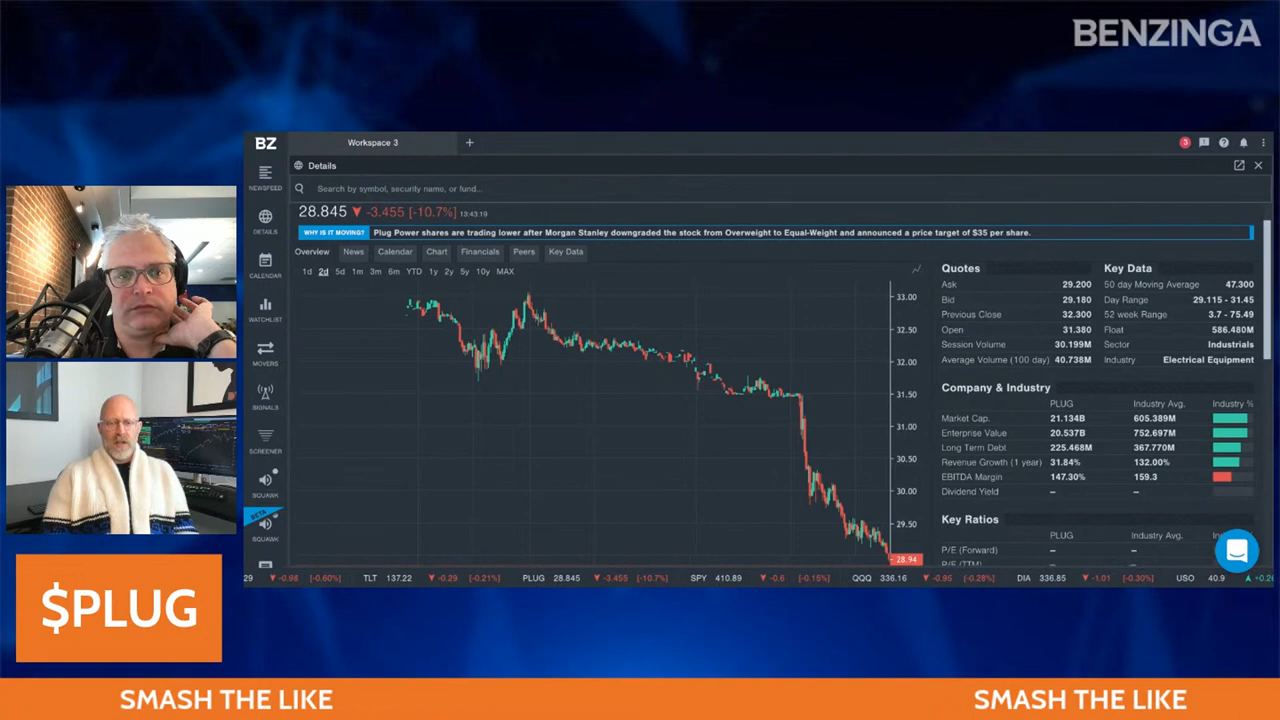 BENZINGA
BZ
Workspace 3
+
3
NEWSFEED
DETAILS
CALENDAR
WATCHLIST
MOVERS
SIGNALS
SCREENER
SQUAWK
BETA
SQUAWK
Details
Search by symbol, security name, or fund...
28.845 ▼ -3.455 [-10.7%] 13:43:19
WHY IS IT MOVING? Plug Power shares are trading lower after Morgan Stanley downgraded the stock from Overweight to Equal-Weight and announced a price target of $35 per share.
Overview News Calendar Chart Financials Peers Key Data
1d 2d 5d 1m 3m 6m YTD 1y 2y 5y 10y MAX
33.00
32.50
32.00
31.50
31.00
30.50
30.00
29.50
28.94
Quotes
Ask 29.200
Bid 29.180
Previous Close 32.300
Open 31.380
Session Volume 30.199M
Average Volume (100 day) 40.738M
Key Data
50 day Moving Average 47.300
Day Range 29.115 - 31.45
52 week Range 3.7 - 75.49
Float 586.480M
Sector Industrials
Industry Electrical Equipment
Company & Industry
PLUG Industry Avg. Industry %
Market Cap. 21.134B 605.389M
Enterprise Value 20.537B 752.697M
Long Term Debt 225.468M 367.770M
Revenue Growth (1 year) 31.84% 132.00%
EBITDA Margin 147.30% 159.3
Dividend Yield – –
Key Ratios
PLUG Industry Avg.
P/E (Forward) – –
P/E (TTM)
29 ▼ -0.98 (-0.60%) TLT 137.22 ▼ -0.29 (-0.21%) PLUG 28.845 ▼ -3.455 (-10.7%) SPY 410.89 ▼ -0.6 (-0.15%) QQQ 336.16 ▼ -0.95 (-0.28%) DIA 336.85 ▼ -1.01 (-0.30%) USO 40.9 ▲
$PLUG
SMASH THE LIKE SMASH THE LIKE